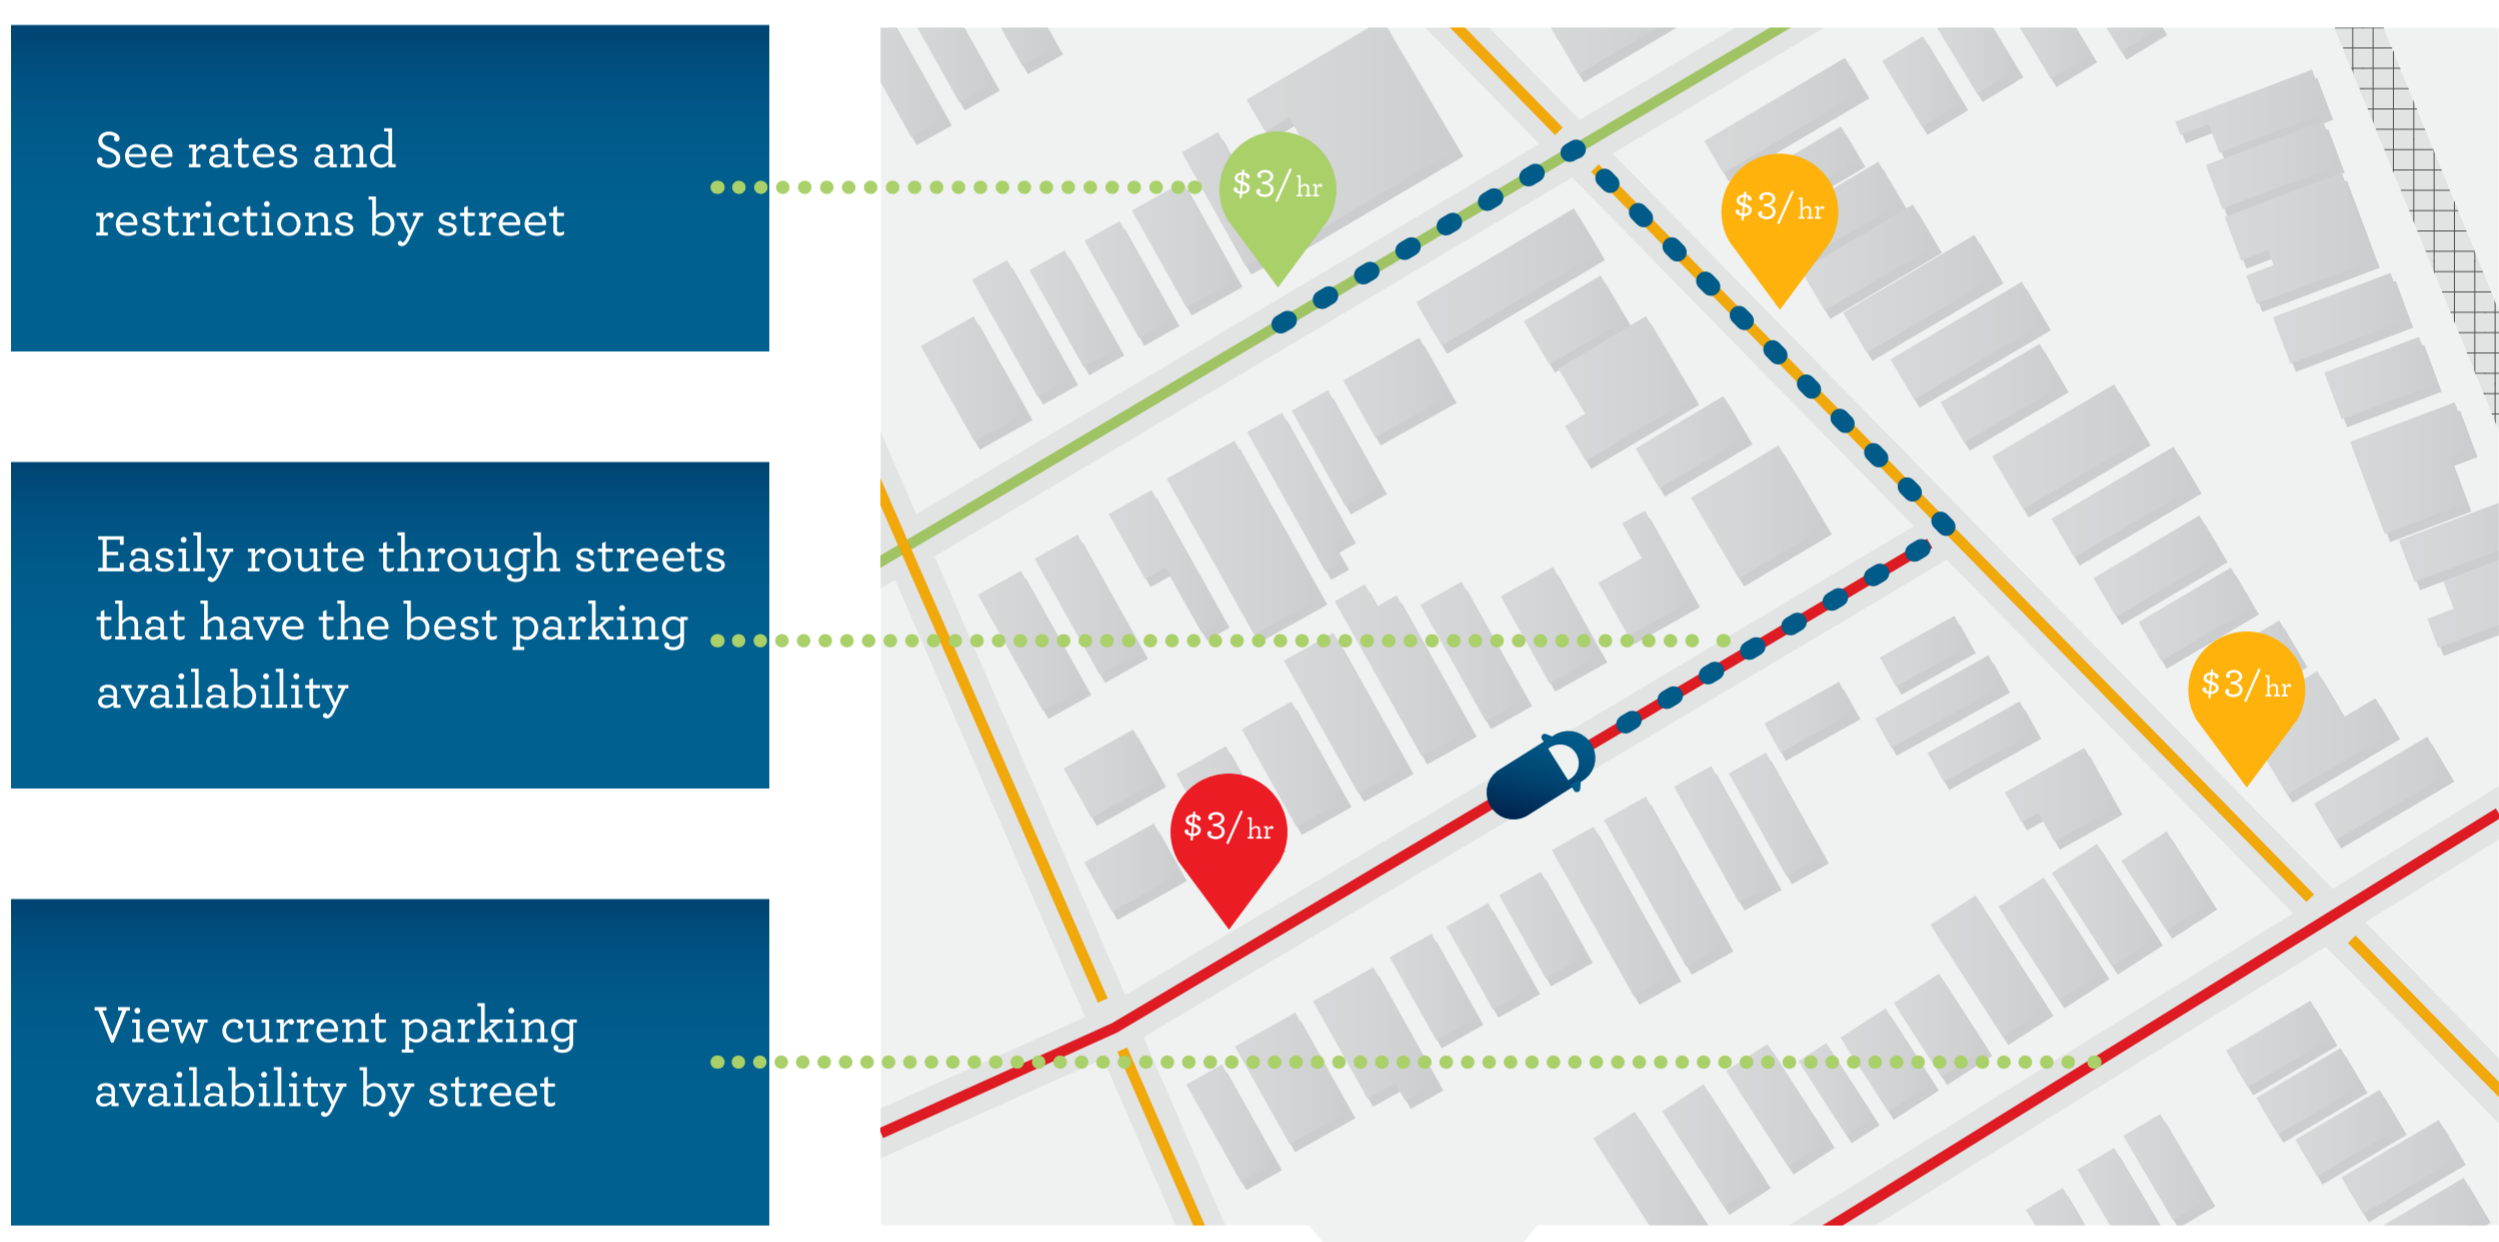 See rates and
restrictions by street
Easily route through streets
that have the best parking
availability
View current parking
availability by street
$3/hr
$3/hr
$3/hr
$3/hr